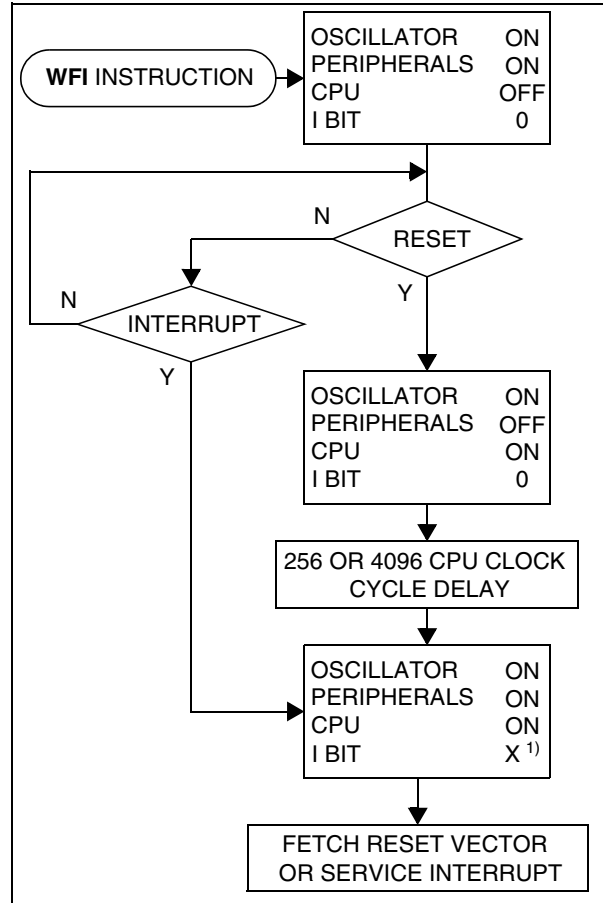 WFI INSTRUCTION
OSCILLATOR ON
PERIPHERALS ON
CPU OFF
I BIT 0
N
RESET
Y
N
INTERRUPT
Y
OSCILLATOR ON
PERIPHERALS OFF
CPU ON
I BIT 0
256 OR 4096 CPU CLOCK
CYCLE DELAY
OSCILLATOR ON
PERIPHERALS ON
CPU ON
I BIT X 1)
FETCH RESET VECTOR
OR SERVICE INTERRUPT